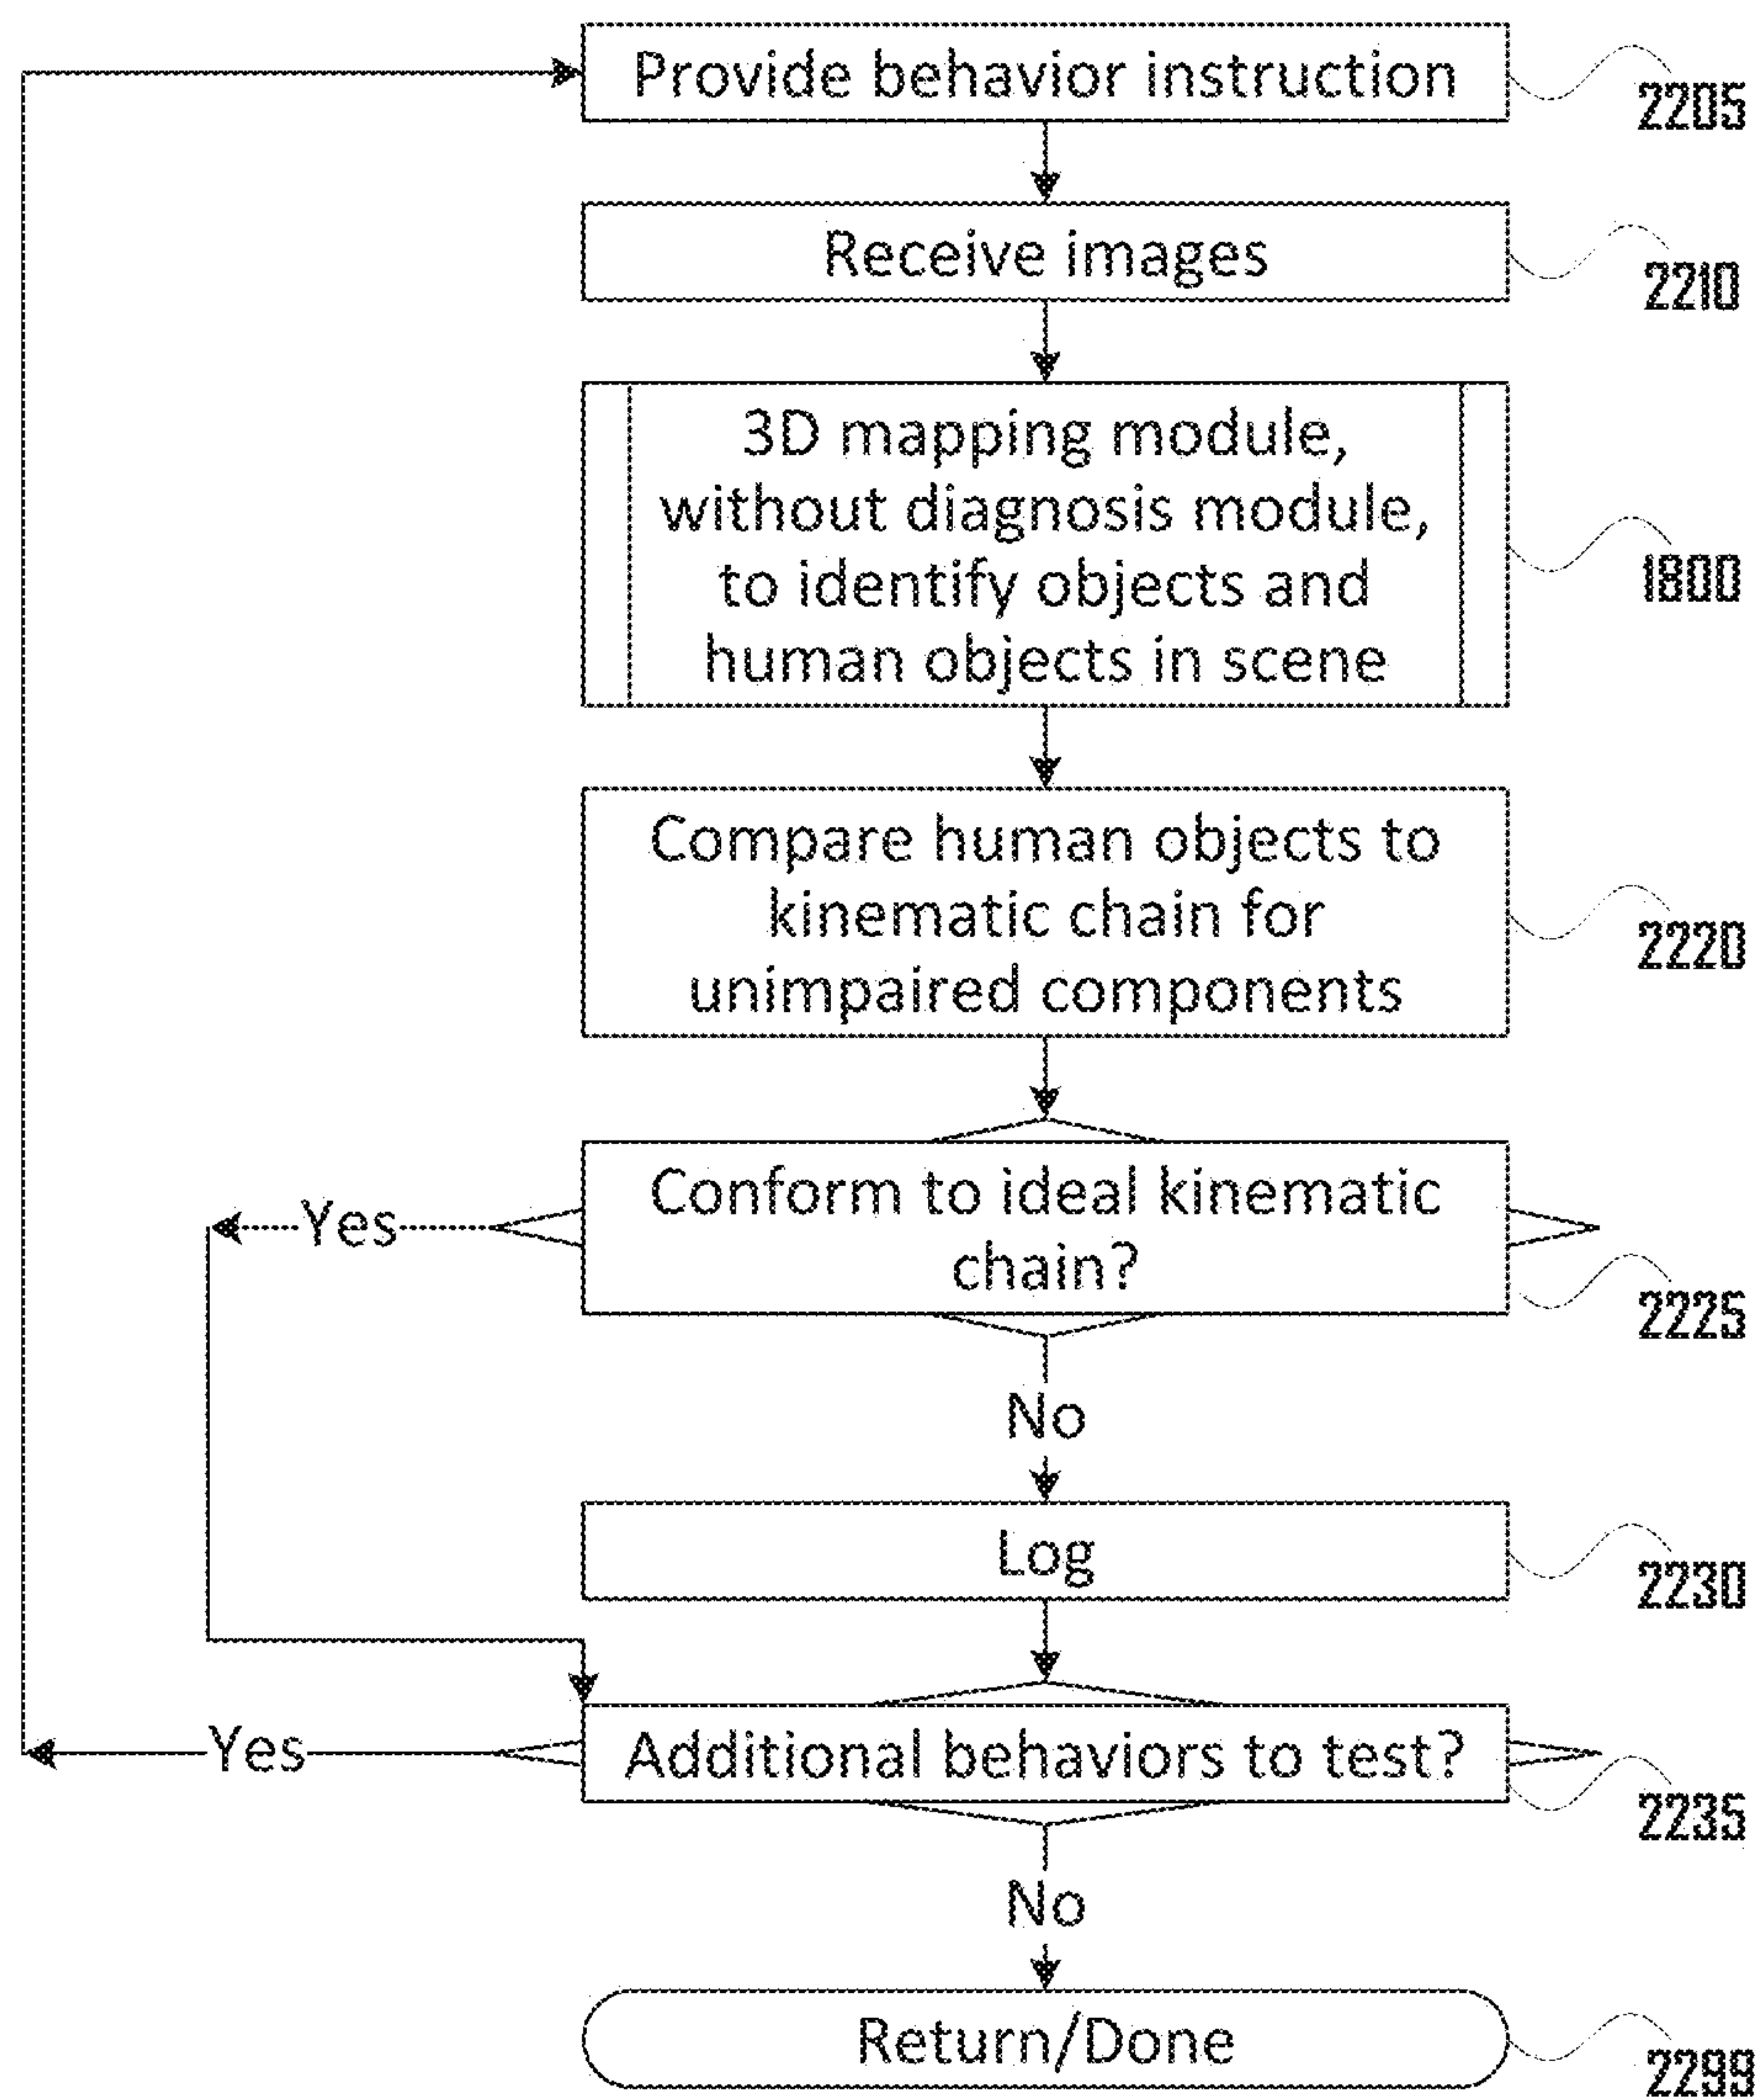 Provide behavior instruction
2205
Receive images
2210
3D mapping module,
without diagnosis module,
to identify objects and
human objects in scene
1800
Compare human objects to
kinematic chain for
unimpaired components
2220
Conform to ideal kinematic
chain?
Yes
2225
No
Log
2230
Additional behaviors to test?
Yes
2235
No
Return/Done
2299